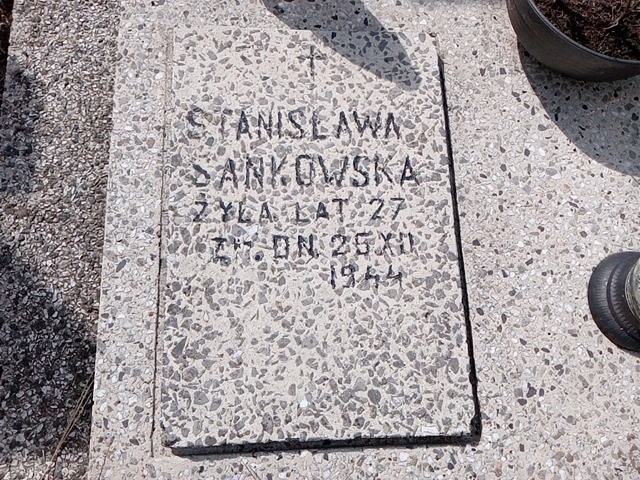 STANISŁAWA
SANKOWSKA
ŻYŁA LAT 27
ZM. DN. 25 XII
1944